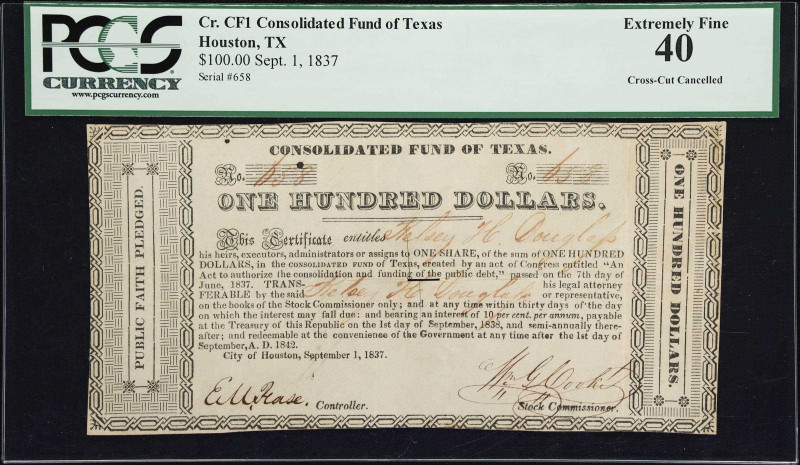 PCGS
CURRENCY
www.pcgscurrency.com
Cr. CF1 Consolidated Fund of Texas
Houston, TX
$100.00 Sept. 1, 1837
Serial #658
Extremely Fine
40
Cross-Cut Cancelled
CONSOLIDATED FUND OF TEXAS.
No. 658 No. 658
ONE HUNDRED DOLLARS.
This Certificate entitles Kelsey H. Douglass
his heirs, executors, administrators or assigns to ONE SHARE, of the sum of ONE HUNDRED
DOLLARS, in the CONSOLIDATED FUND of Texas, created by an act of Congress entitled "An
Act to authorize the consolidation and funding of the public debt," passed on the 7th day of
June, 1837. TRANS- his legal attorney
FERABLE by the said Kelsey H. Douglass or representative,
on the books of the Stock Commissioner only; and at any time within thirty days of the day
on which the interest may fall due: and bearing an interest of 10 per cent. per annum, payable
at the Treasury of this Republic on the 1st day of September, 1838, and semi-annually there-
after; and redeemable at the convenience of the Government at any time after the 1st day of
September, A. D. 1842.
City of Houston, September 1, 1837.
E. M. Pease. Controller.
Wm G Cooke Stock Commissioner.
PUBLIC FAITH PLEDGED.
ONE HUNDRED DOLLARS.